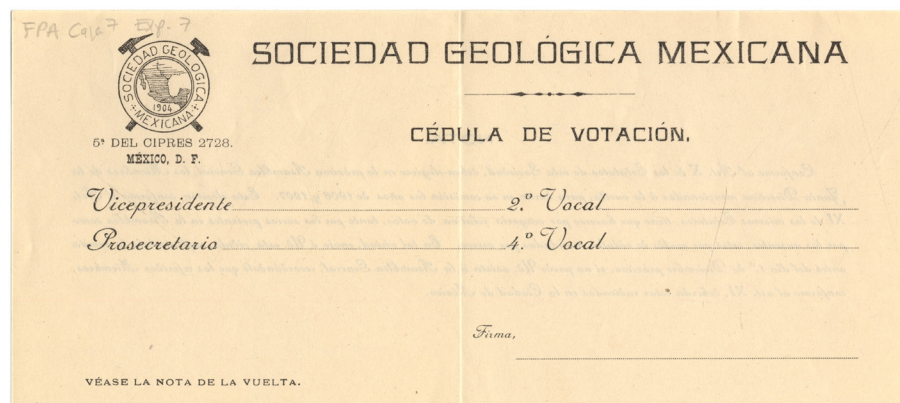 FPA Caja 7 Exp. 7
SOCIEDAD GEOLÓGICA MEXICANA
SOCIEDAD GEOLOGICA
1904
MEXICANA
CÉDULA DE VOTACIÓN.
5ª DEL CIPRES 2728.
MÉXICO, D. F.
Vicepresidente
2.º Vocal
Prosecretario
4.º Vocal
Firma,
VÉASE LA NOTA DE LA VUELTA.